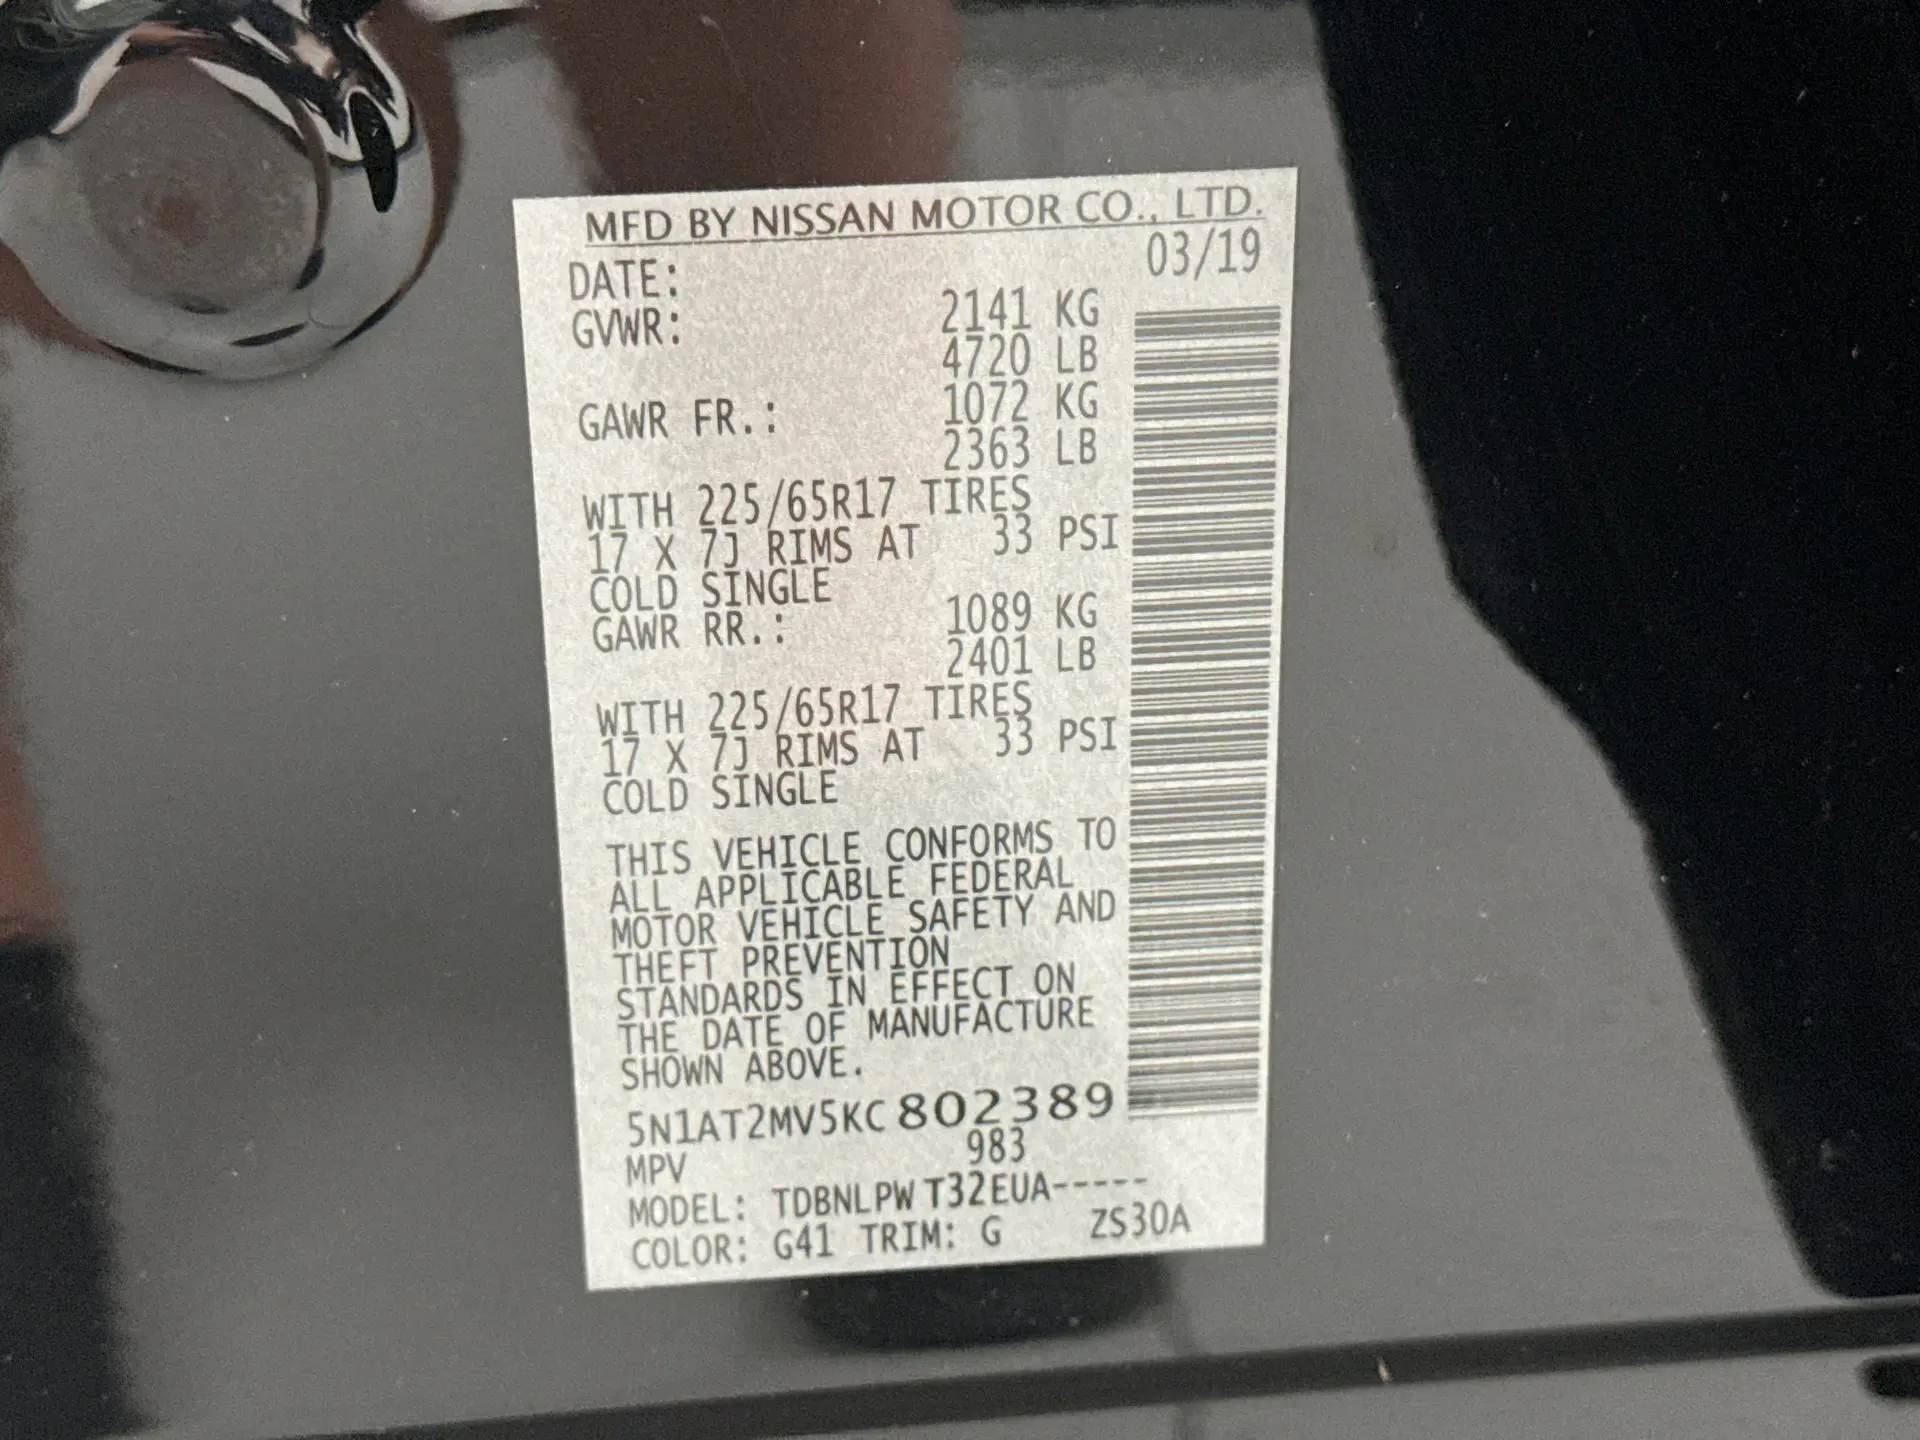 MFD BY NISSAN MOTOR CO., LTD.
DATE: 03/19
GVWR: 2141 KG
4720 LB
GAWR FR.: 1072 KG
2363 LB
WITH 225/65R17 TIRES
17 X 7J RIMS AT 33 PSI
COLD SINGLE
GAWR RR.: 1089 KG
2401 LB
WITH 225/65R17 TIRES
17 X 7J RIMS AT 33 PSI
COLD SINGLE
THIS VEHICLE CONFORMS TO
ALL APPLICABLE FEDERAL
MOTOR VEHICLE SAFETY AND
THEFT PREVENTION
STANDARDS IN EFFECT ON
THE DATE OF MANUFACTURE
SHOWN ABOVE.
5N1AT2MV5KC802389
MPV 983
MODEL: TDBNLPWT32EUA-----
COLOR: G41 TRIM: G ZS30A